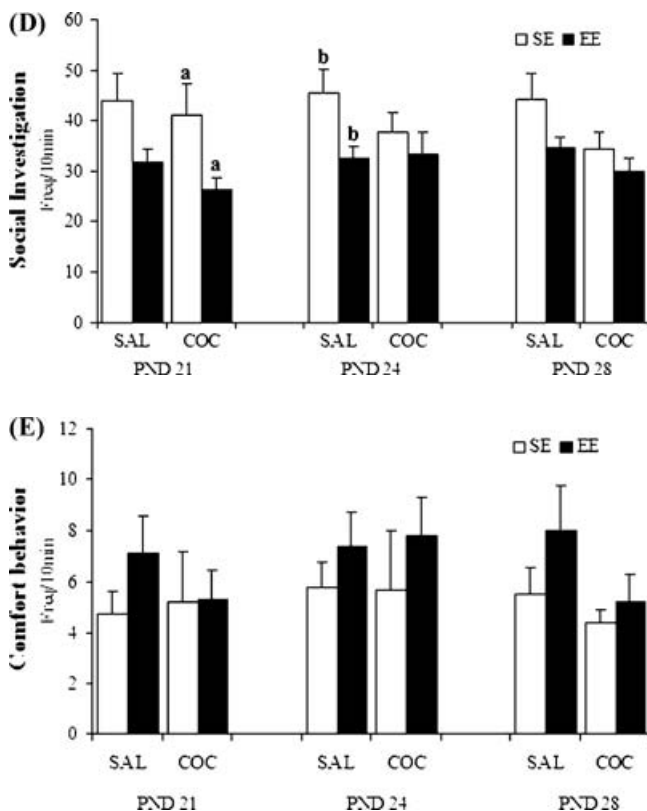 (D)
Social Investigation
Freq/10min
60
50
40
30
20
10
0
SE EE
a
a
b
b
SAL COC SAL COC SAL COC
PND 21 PND 24 PND 28
(E)
Comfort behavior
Freq/10min
12
10
8
6
4
2
0
SE EE
SAL COC SAL COC SAL COC
PND 21 PND 24 PND 28